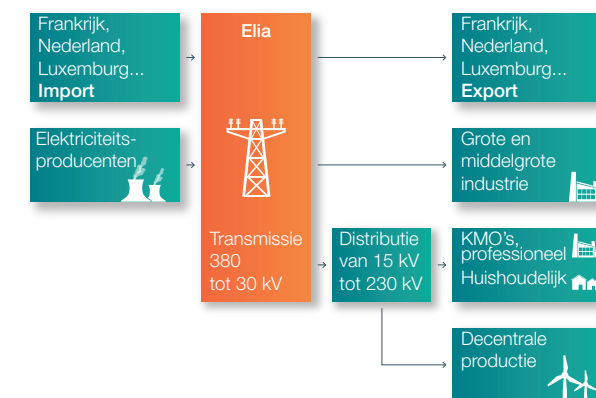 Frankrijk,
Nederland,
Luxemburg...
Import
Elektriciteits-
producenten
Elia
Transmissie
380
tot 30 kV
Distributie
van 15 kV
tot 230 kV
Frankrijk,
Nederland,
Luxemburg...
Export
Grote en
middelgrote
industrie
KMO's,
professioneel
Huishoudelijk
Decentrale
productie